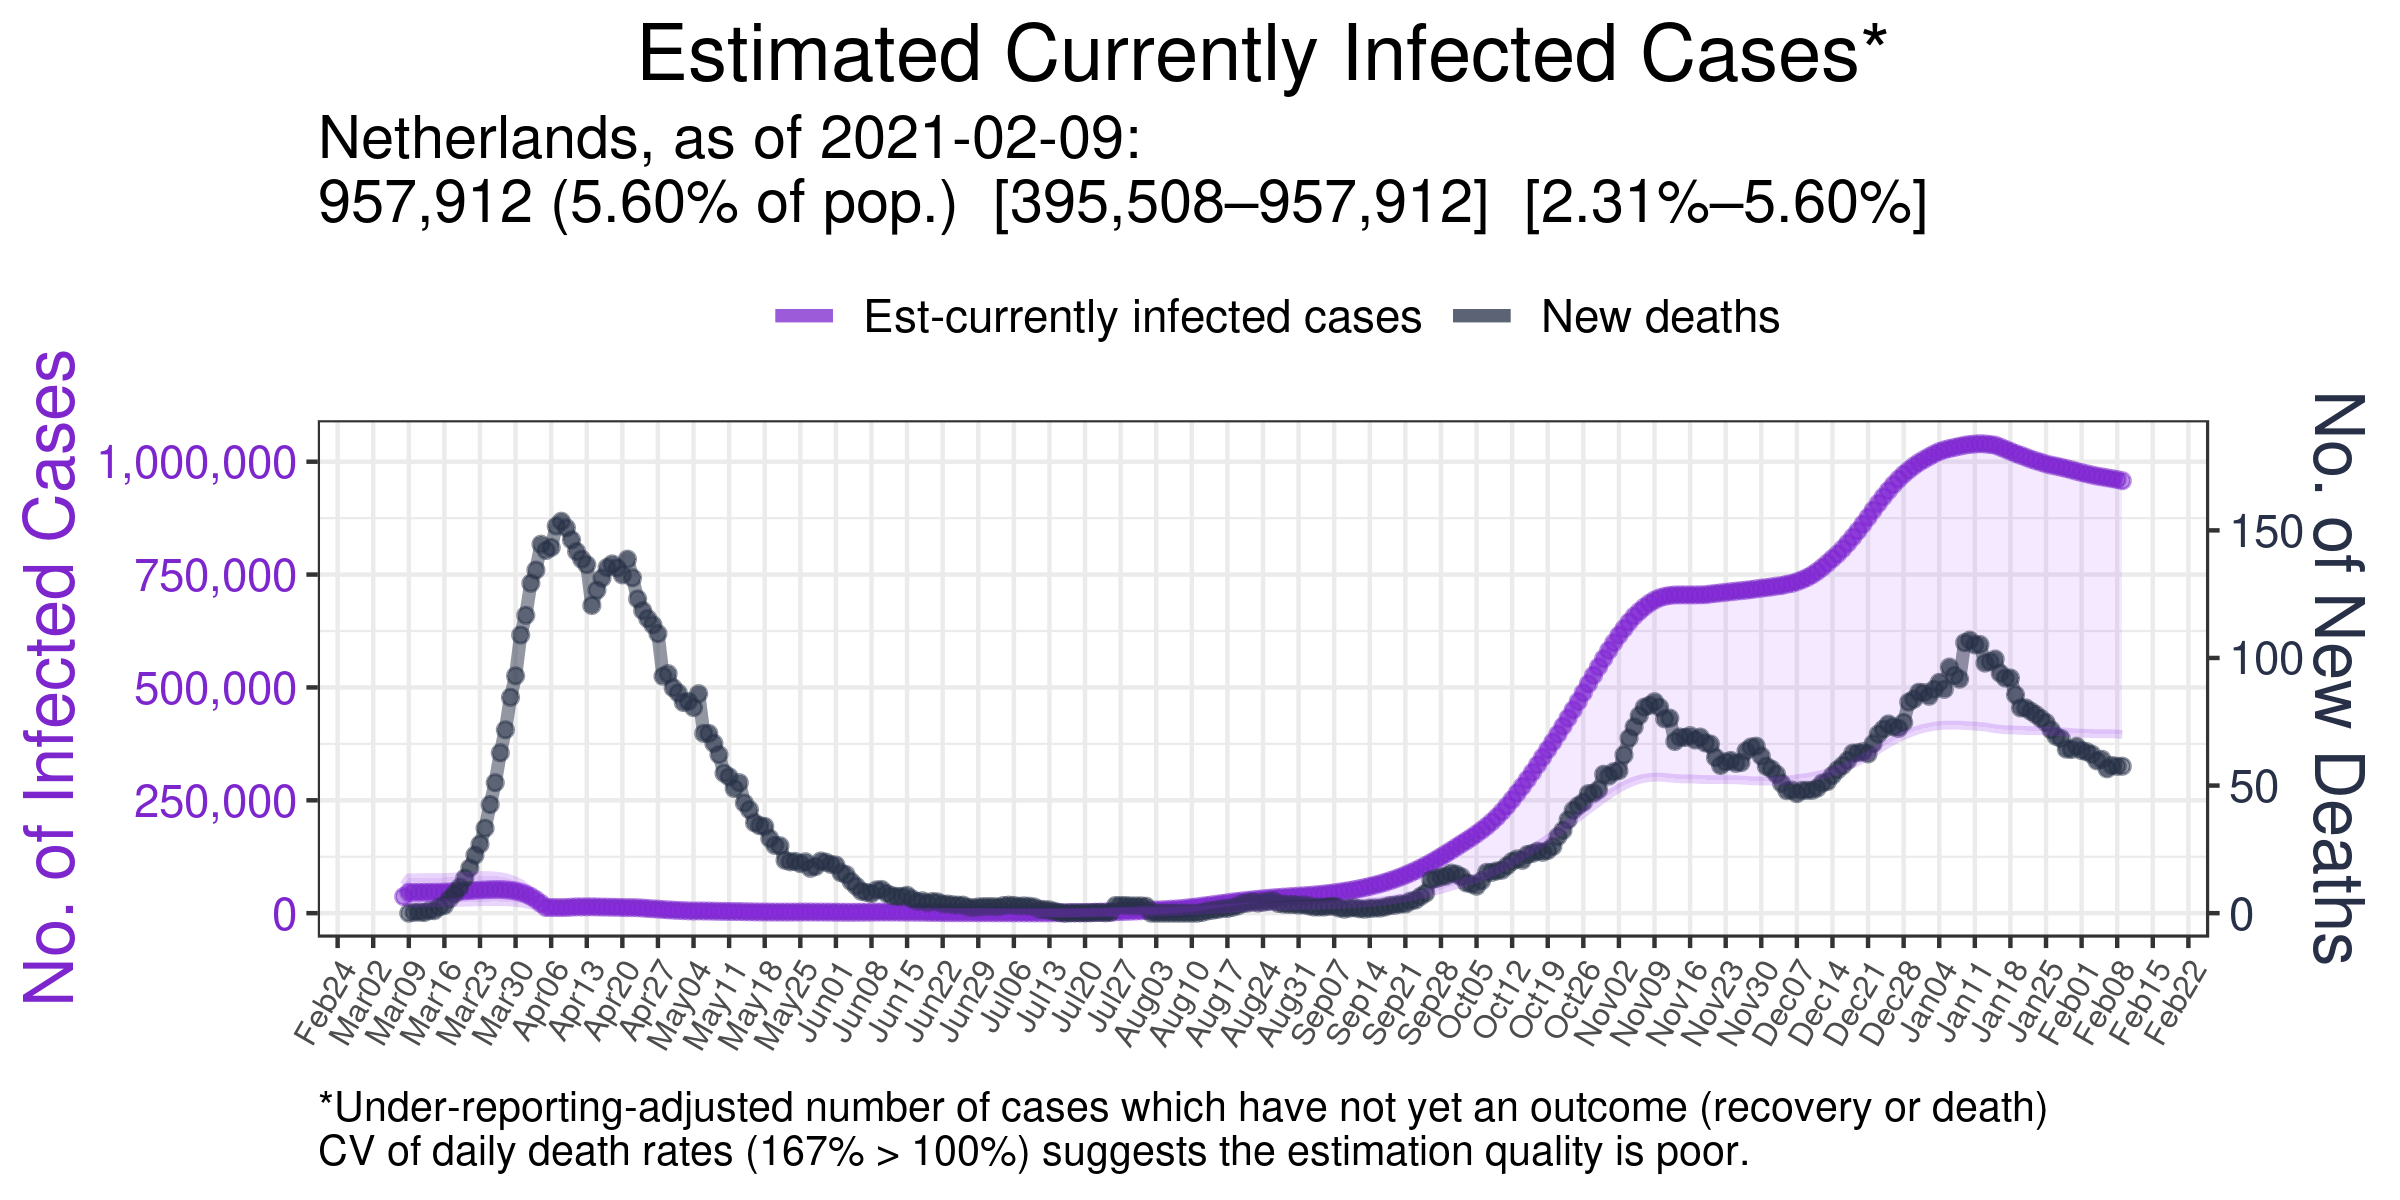 Estimated Currently Infected Cases*
Netherlands, as of 2021-02-09:
957,912 (5.60% of pop.)  [395,508–957,912]  [2.31%–5.60%]
Est-currently infected cases
New deaths
No. of Infected Cases
1,000,000
750,000
500,000
250,000
0
150
100
50
0
No. of New Deaths
Feb24
Mar02
Mar09
Mar16
Mar23
Mar30
Apr06
Apr13
Apr20
Apr27
May04
May11
May18
May25
Jun01
Jun08
Jun15
Jun22
Jun29
Jul06
Jul13
Jul20
Jul27
Aug03
Aug10
Aug17
Aug24
Aug31
Sep07
Sep14
Sep21
Sep28
Oct05
Oct12
Oct19
Oct26
Nov02
Nov09
Nov16
Nov23
Nov30
Dec07
Dec14
Dec21
Dec28
Jan04
Jan11
Jan18
Jan25
Feb01
Feb08
Feb15
Feb22
*Under-reporting-adjusted number of cases which have not yet an outcome (recovery or death)
CV of daily death rates (167% > 100%) suggests the estimation quality is poor.